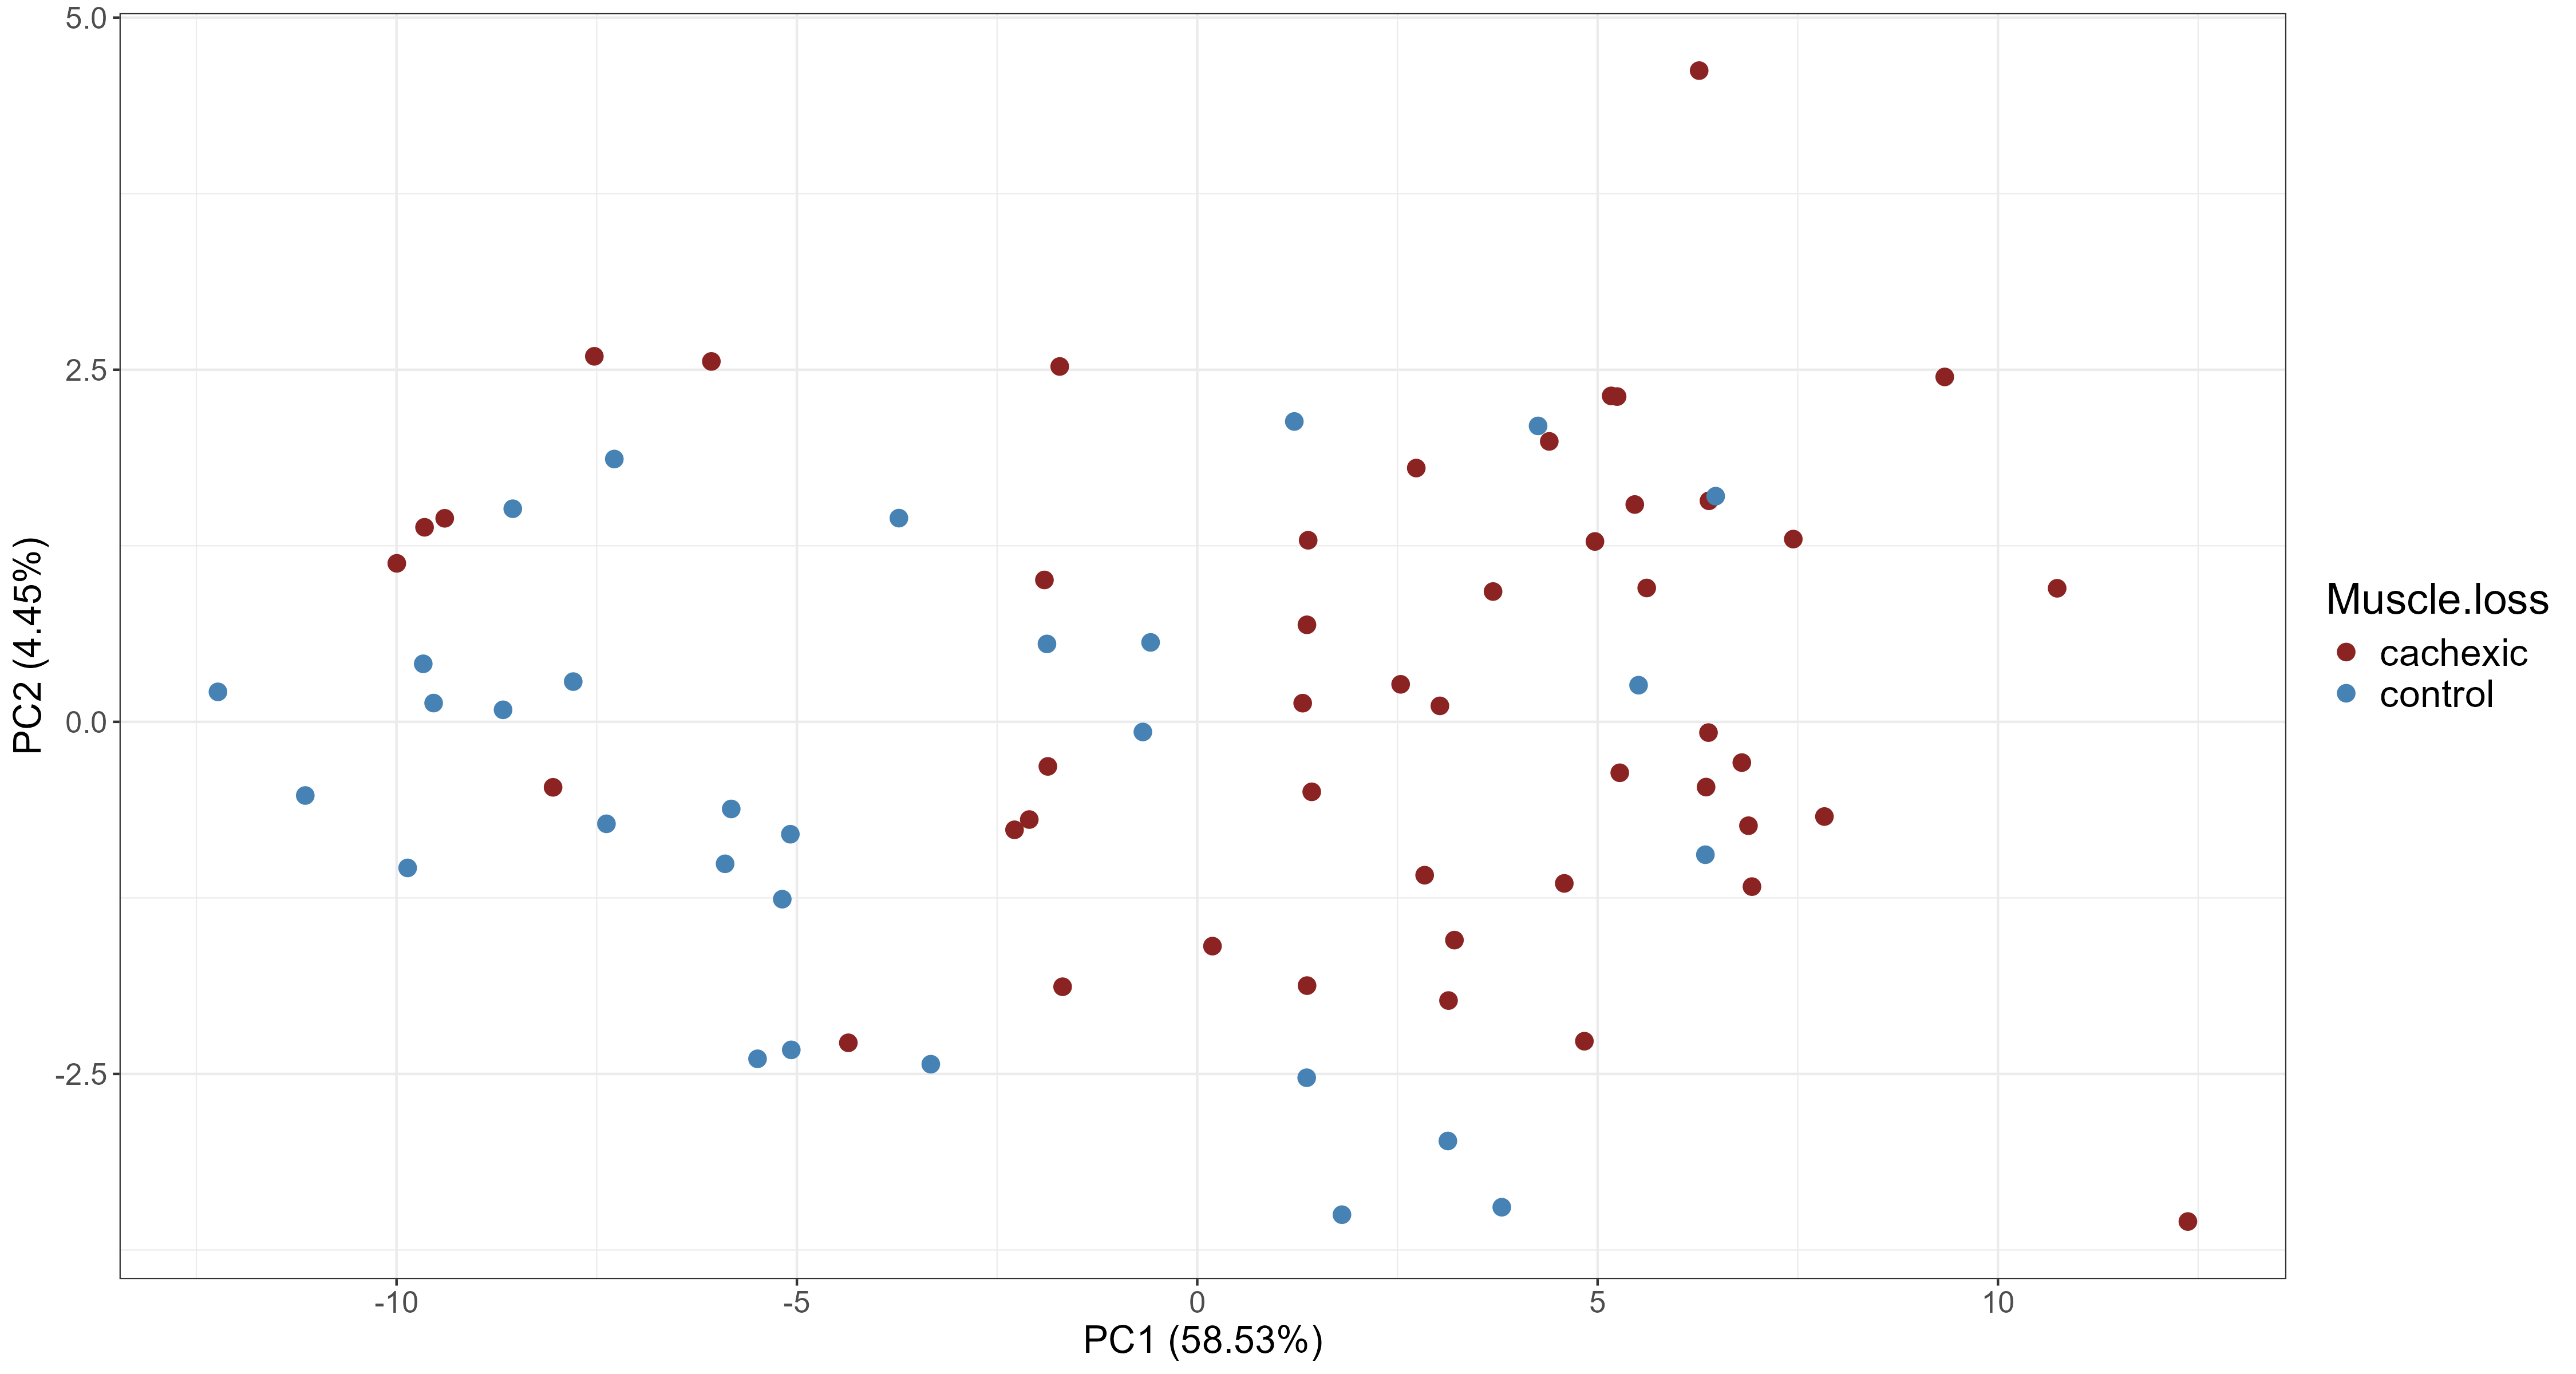 5.0
2.5
0.0
-2.5
PC2 (4.45%)
-10 -5 0 5 10
PC1 (58.53%)
Muscle.loss
cachexic
control